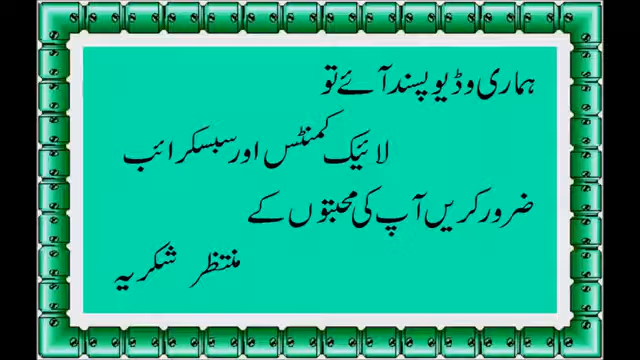 ہماری وڈیو پسند آئے تو
لائیک کمنٹس اور سبسکرائب
ضرور کریں آپ کی محبتوں کے
منتظر شکریہ